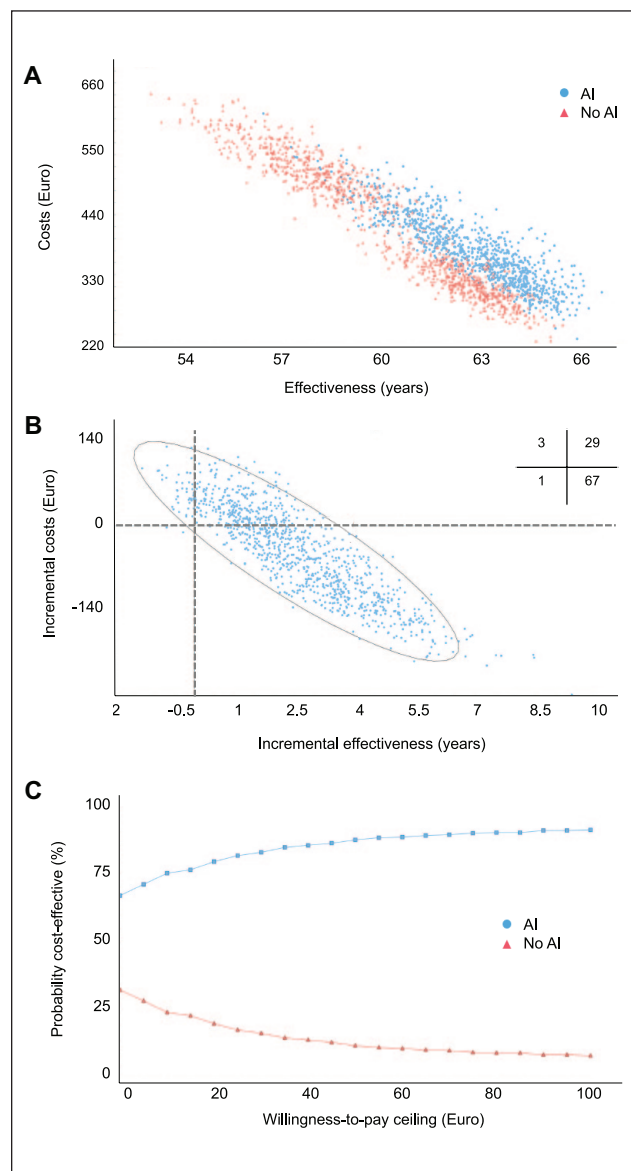 A
660
550
440
330
220
Costs (Euro)
AI
No AI
54 57 60 63 66
Effectiveness (years)
B
140
0
-140
Incremental costs (Euro)
3 29
1 67
2 -0.5 1 2.5 4 5.5 7 8.5 10
Incremental effectiveness (years)
C
100
75
50
25
0
Probability cost-effective (%)
AI
No AI
0 20 40 60 80 100
Willingness-to-pay ceiling (Euro)